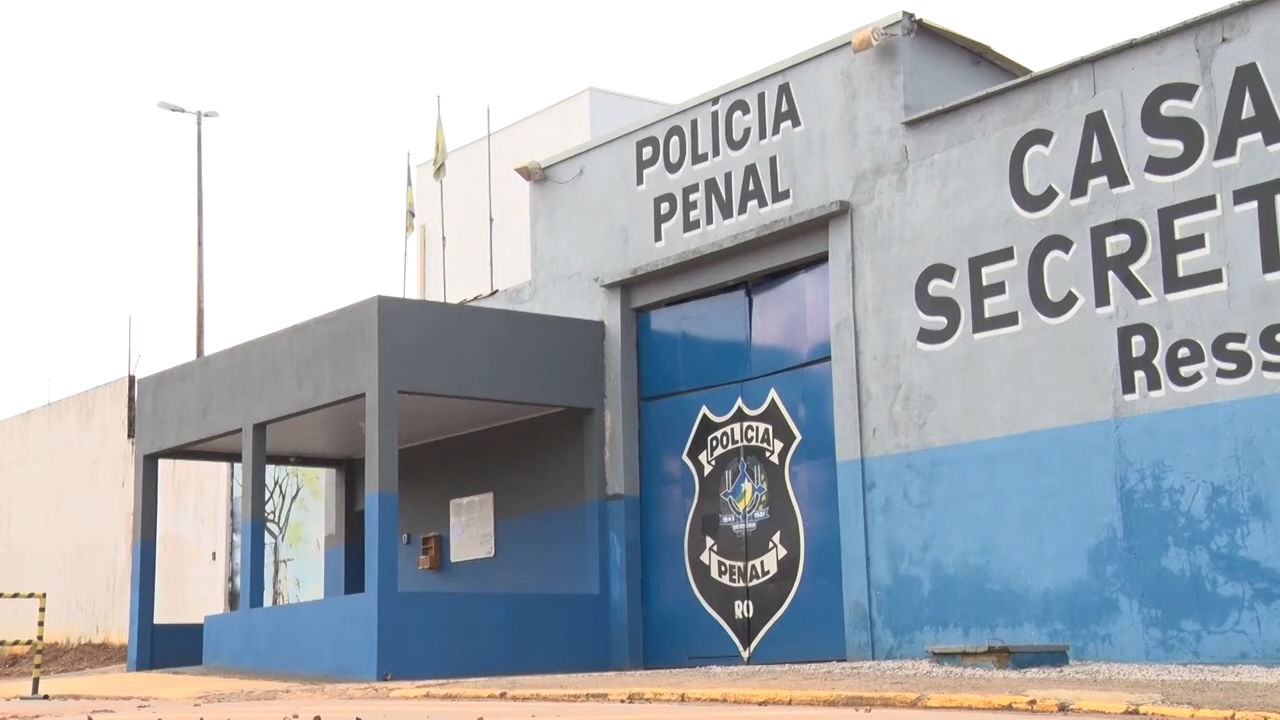 POLÍCIA
PENAL
CASA
SECRET
Ress
POLÍCIA
PENAL
RO